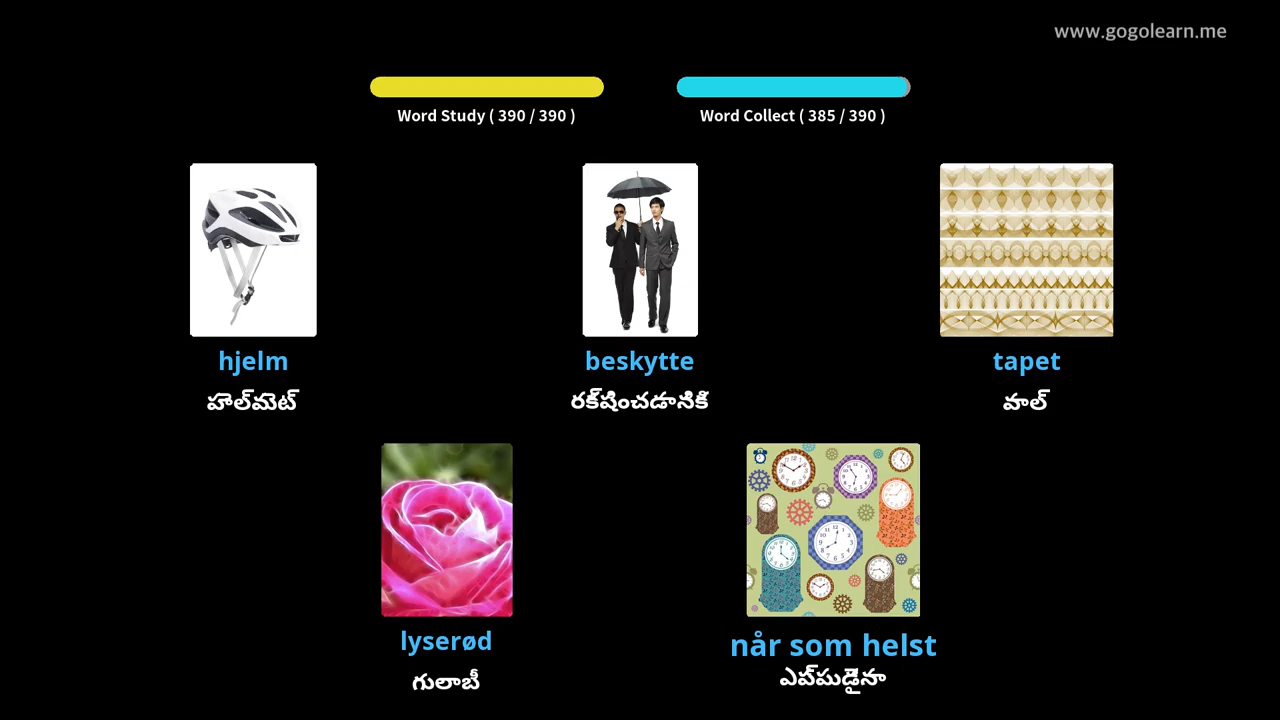 www.gogolearn.me
Word Study ( 390 / 390 )
Word Collect ( 385 / 390 )
hjelm
beskytte
tapet
హెల్‌మెట్
రక్‌షించడానికి
వాల్
lyserød
når som helst
గులాబీ
ఎప్‌పుడైనా